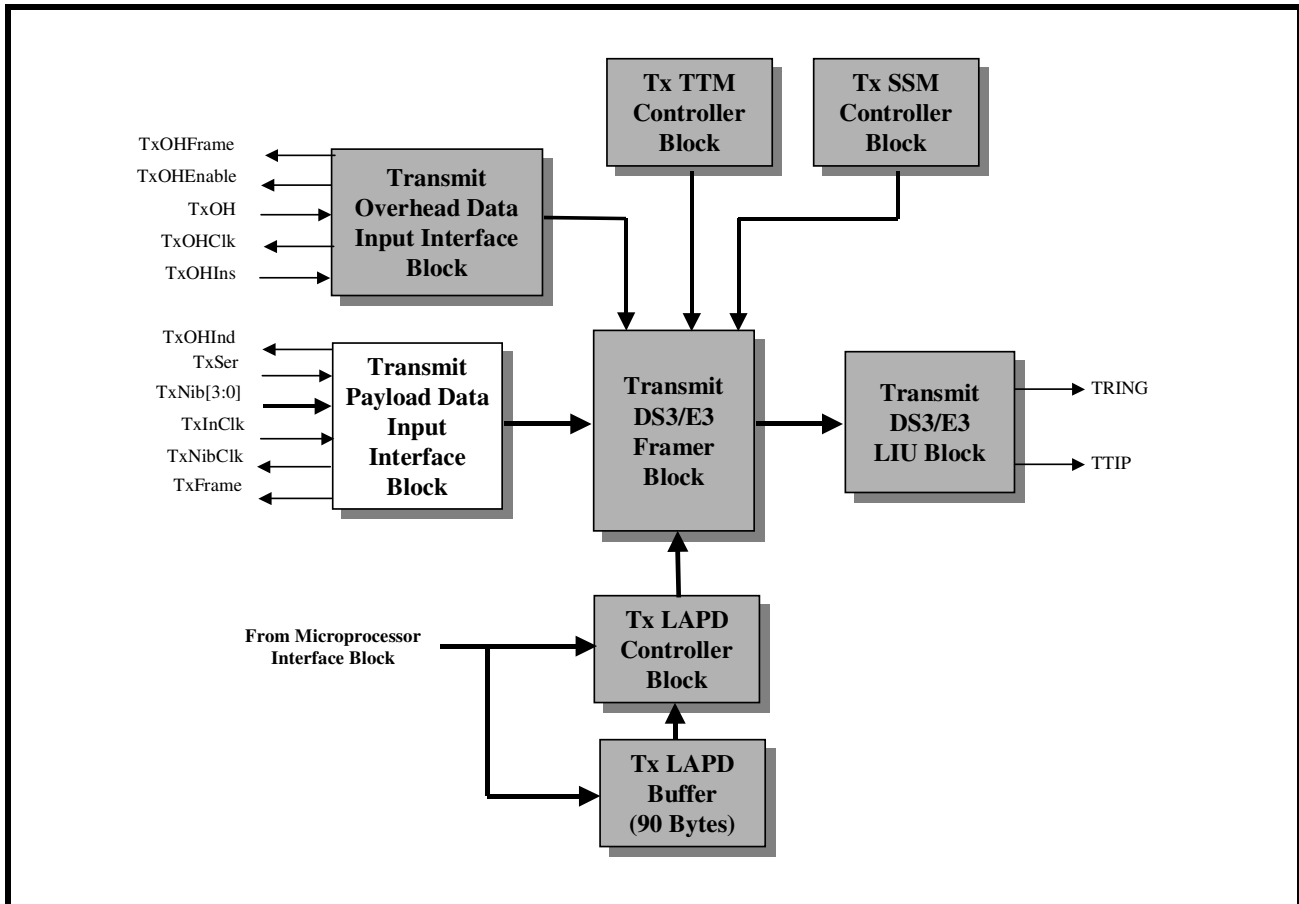 Tx TTM
Controller
Block
Tx SSM
Controller
Block
TxOHFrame
TxOHEnable
TxOH
TxOHClk
TxOHIns
Transmit
Overhead Data
Input Interface
Block
TxOHInd
TxSer
TxNib[3:0]
TxInClk
TxNibClk
TxFrame
Transmit
Payload Data
Input
Interface
Block
Transmit
DS3/E3
Framer
Block
Transmit
DS3/E3
LIU Block
TRING
TTIP
From Microprocessor
Interface Block
Tx LAPD
Controller
Block
Tx LAPD
Buffer
(90 Bytes)